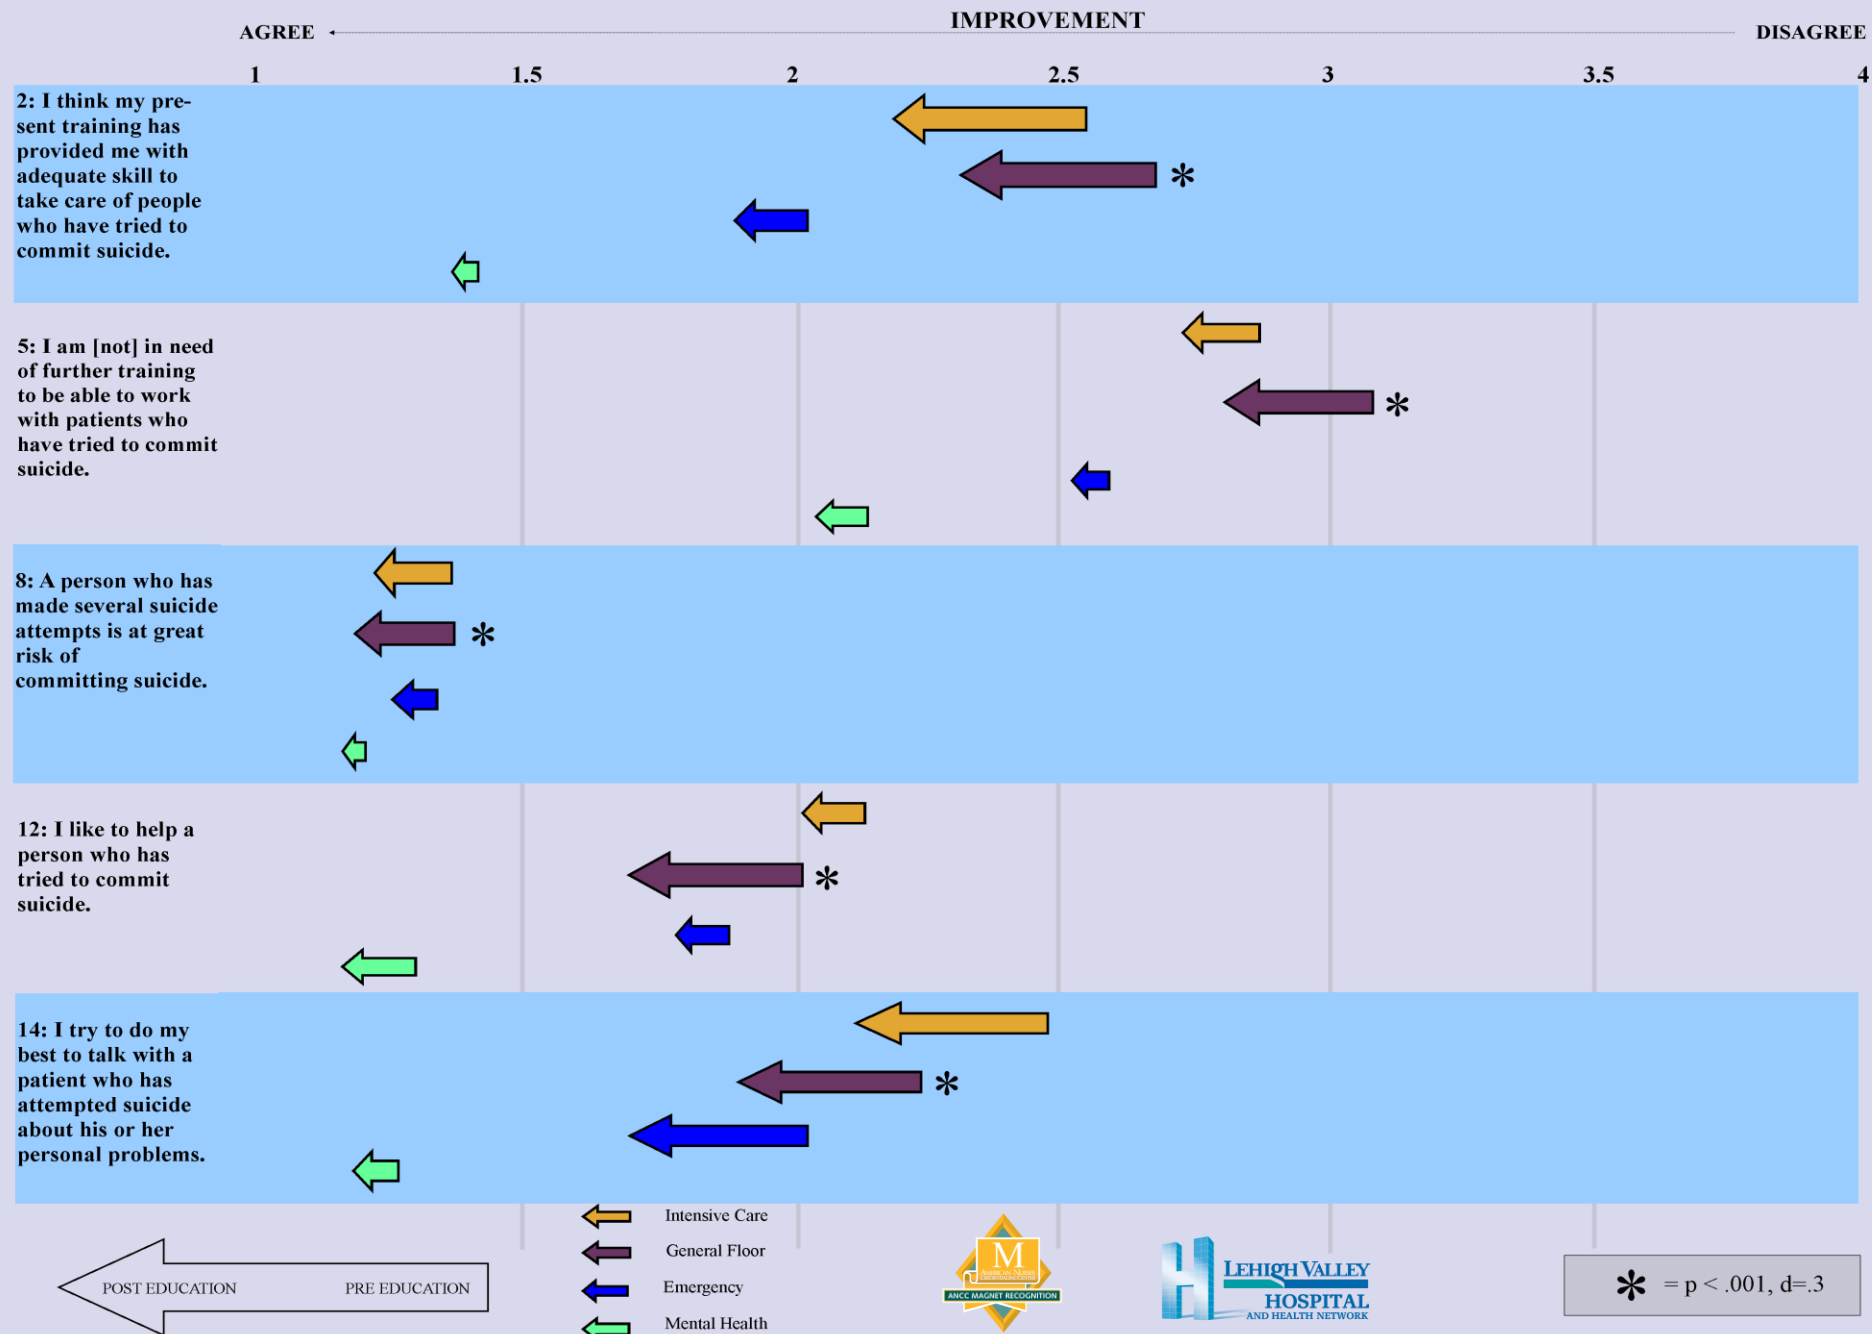 IMPROVEMENT
AGREE
DISAGREE
1 1.5 2 2.5 3 3.5 4
2: I think my pre-
sent training has
provided me with
adequate skill to
take care of people
who have tried to
commit suicide.
*
5: I am [not] in need
of further training
to be able to work
with patients who
have tried to commit
suicide.
*
8: A person who has
made several suicide
attempts is at great
risk of
committing suicide.
*
12: I like to help a
person who has
tried to commit
suicide.
*
14: I try to do my
best to talk with a
patient who has
attempted suicide
about his or her
personal problems.
*
POST EDUCATION PRE EDUCATION
Intensive Care
General Floor
Emergency
Mental Health
M
AMERICAN NURSES
CREDENTIALING CENTER
ANCC MAGNET RECOGNITION
LEHIGH VALLEY
HOSPITAL
AND HEALTH NETWORK
* = p < .001, d=.3